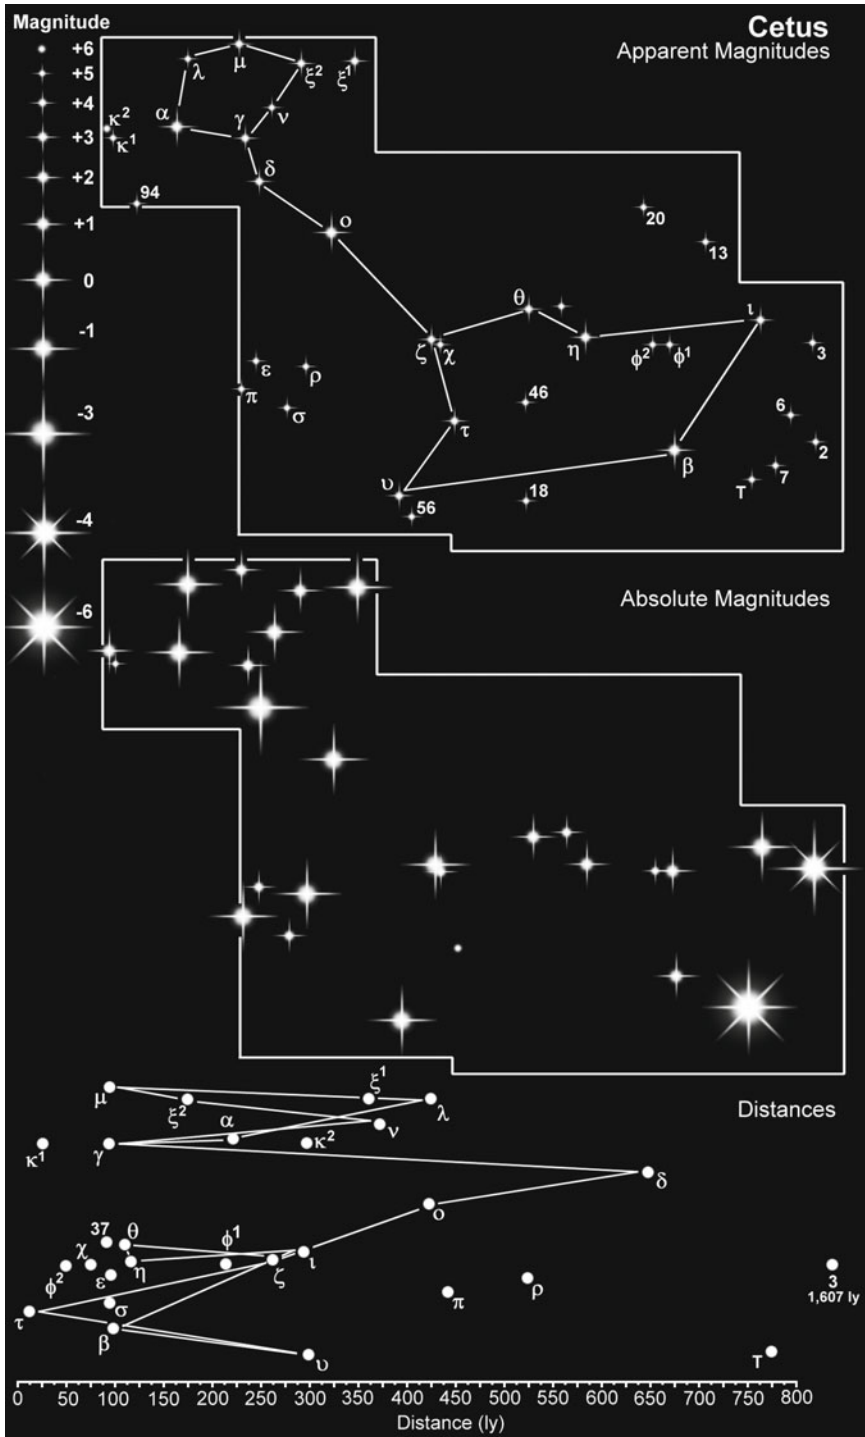 Magnitude
Cetus
Apparent Magnitudes
+6
+5
+4
+3
+2
+1
0
-1
-3
-4
-6
λ
μ
ξ2
ξ1
α
γ
ν
κ2
κ1
δ
94
ο
20
13
θ
ι
ζ
χ
η
φ2
φ1
3
ε
ρ
π
σ
46
6
τ
β
2
7
υ
56
18
T
Absolute Magnitudes
Distances
μ
ξ2
ξ1
λ
α
ν
κ1
γ
κ2
δ
ο
37
θ
φ1
ι
χ
η
ζ
φ2
ε
3
1,607 ly
π
ρ
τ
σ
β
υ
T
0 50 100 150 200 250 300 350 400 450 500 550 600 650 700 750 800
Distance (ly)